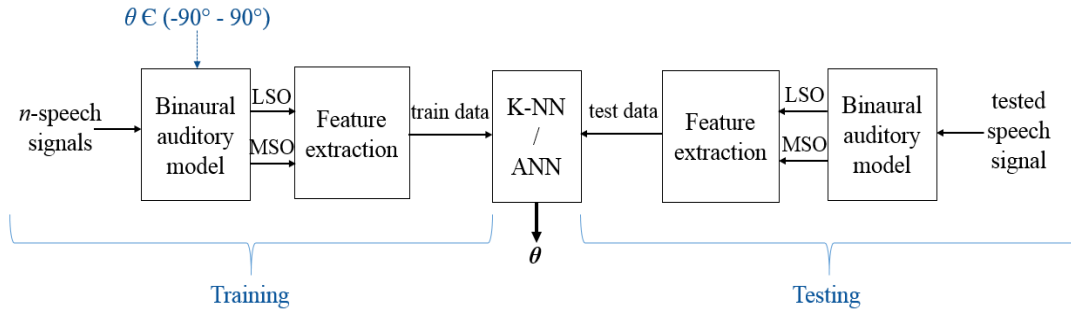 θ Є (-90° - 90°)
n-speech
signals
Binaural
auditory
model
LSO
MSO
Feature
extraction
train data
K-NN
/
ANN
θ
test data
Feature
extraction
LSO
MSO
Binaural
auditory
model
tested
speech
signal
Training
Testing